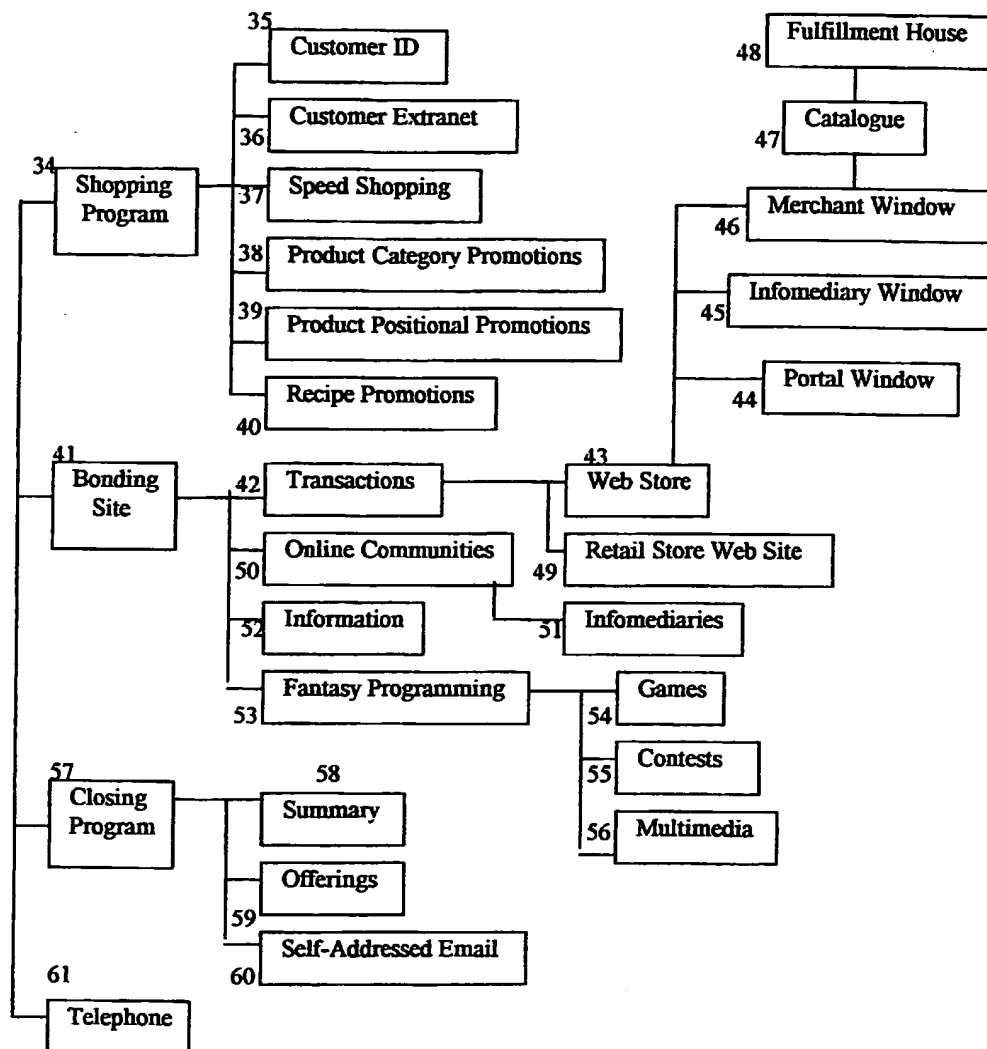 35
Customer ID
Customer Extranet
36
34
Shopping
Program
Speed Shopping
37
38
Product Category Promotions
39
Product Positional Promotions
Recipe Promotions
40
48
Fulfillment House
Catalogue
47
Merchant Window
46
Infomediary Window
45
Portal Window
44
41
Bonding
Site
42
Transactions
43
Web Store
Online Communities
50
Retail Store Web Site
49
Information
52
Infomediaries
51
Fantasy Programming
53
Games
54
Contests
55
56
Multimedia
57
Closing
Program
58
Summary
Offerings
59
Self-Addressed Email
60
61
Telephone